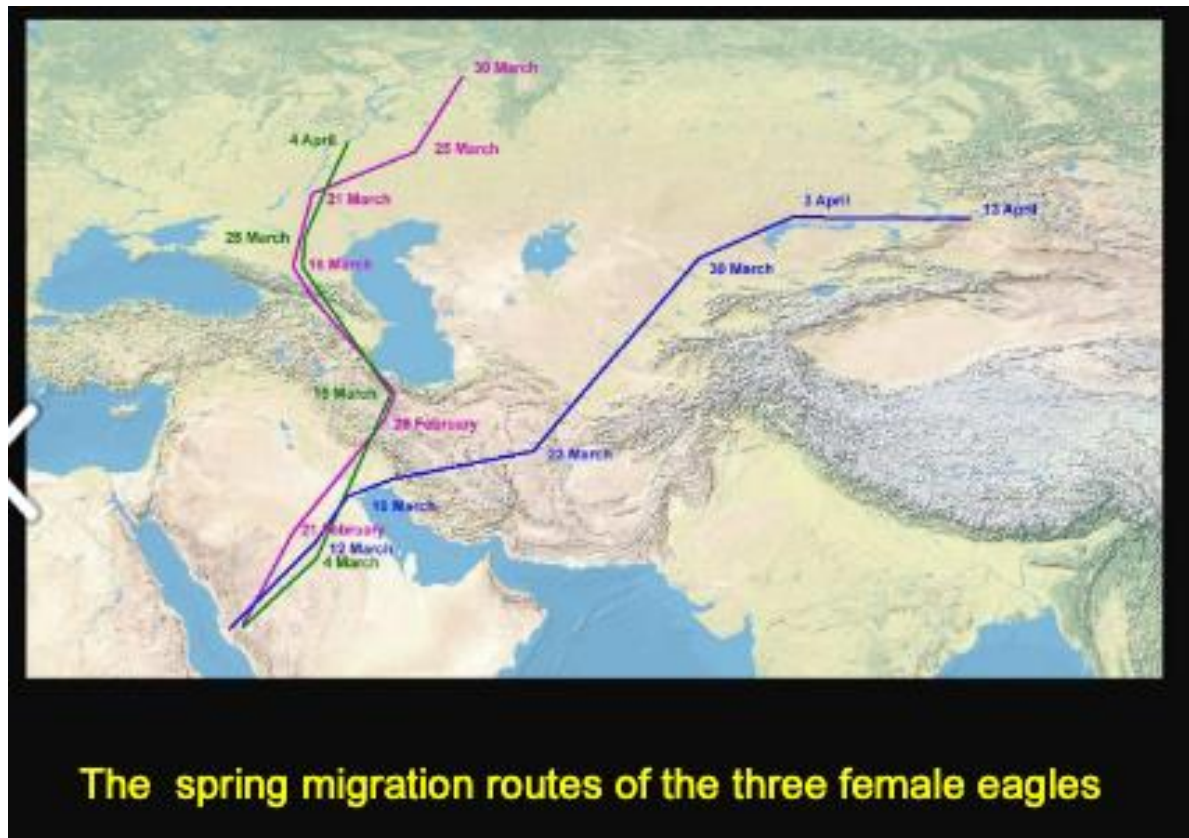 30 March
4 April
25 March
21 March
3 April
13 April
28 March
16 March
30 March
15 March
28 February
23 March
15 March
21 February
12 March
4 March
The spring migration routes of the three female eagles